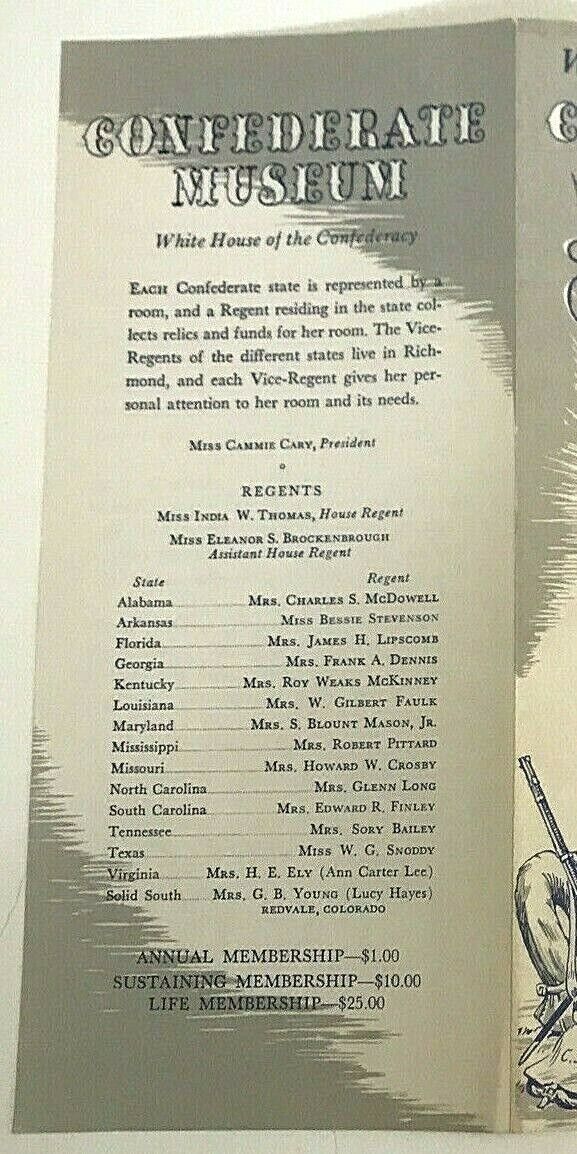 CONFEDERATE
MUSEUM
White House of the Confederacy
EACH Confederate state is represented by a
room, and a Regent residing in the state col-
lects relics and funds for her room. The Vice-
Regents of the different states live in Rich-
mond, and each Vice-Regent gives her per-
sonal attention to her room and its needs.
MISS CAMMIE CARY, President
REGENTS
MISS INDIA W. THOMAS, House Regent
MISS ELEANOR S. BROCKENBROUGH
Assistant House Regent
State Regent
Alabama MRS. CHARLES S. MCDOWELL
Arkansas MISS BESSIE STEVENSON
Florida MRS. JAMES H. LIPSCOMB
Georgia MRS. FRANK A. DENNIS
Kentucky MRS. ROY WEAKS MCKINNEY
Louisiana MRS. W. GILBERT FAULK
Maryland MRS. S. BLOUNT MASON, JR.
Mississippi MRS. ROBERT PITTARD
Missouri MRS. HOWARD W. CROSBY
North Carolina MRS. GLENN LONG
South Carolina MRS. EDWARD R. FINLEY
Tennessee MRS. SORY BAILEY
Texas MISS W. G. SNODDY
Virginia MRS. H. E. ELY (Ann Carter Lee)
Solid South MRS. G. B. YOUNG (Lucy Hayes)
REDVALE, COLORADO
ANNUAL MEMBERSHIP—$1.00
SUSTAINING MEMBERSHIP—$10.00
LIFE MEMBERSHIP—$25.00